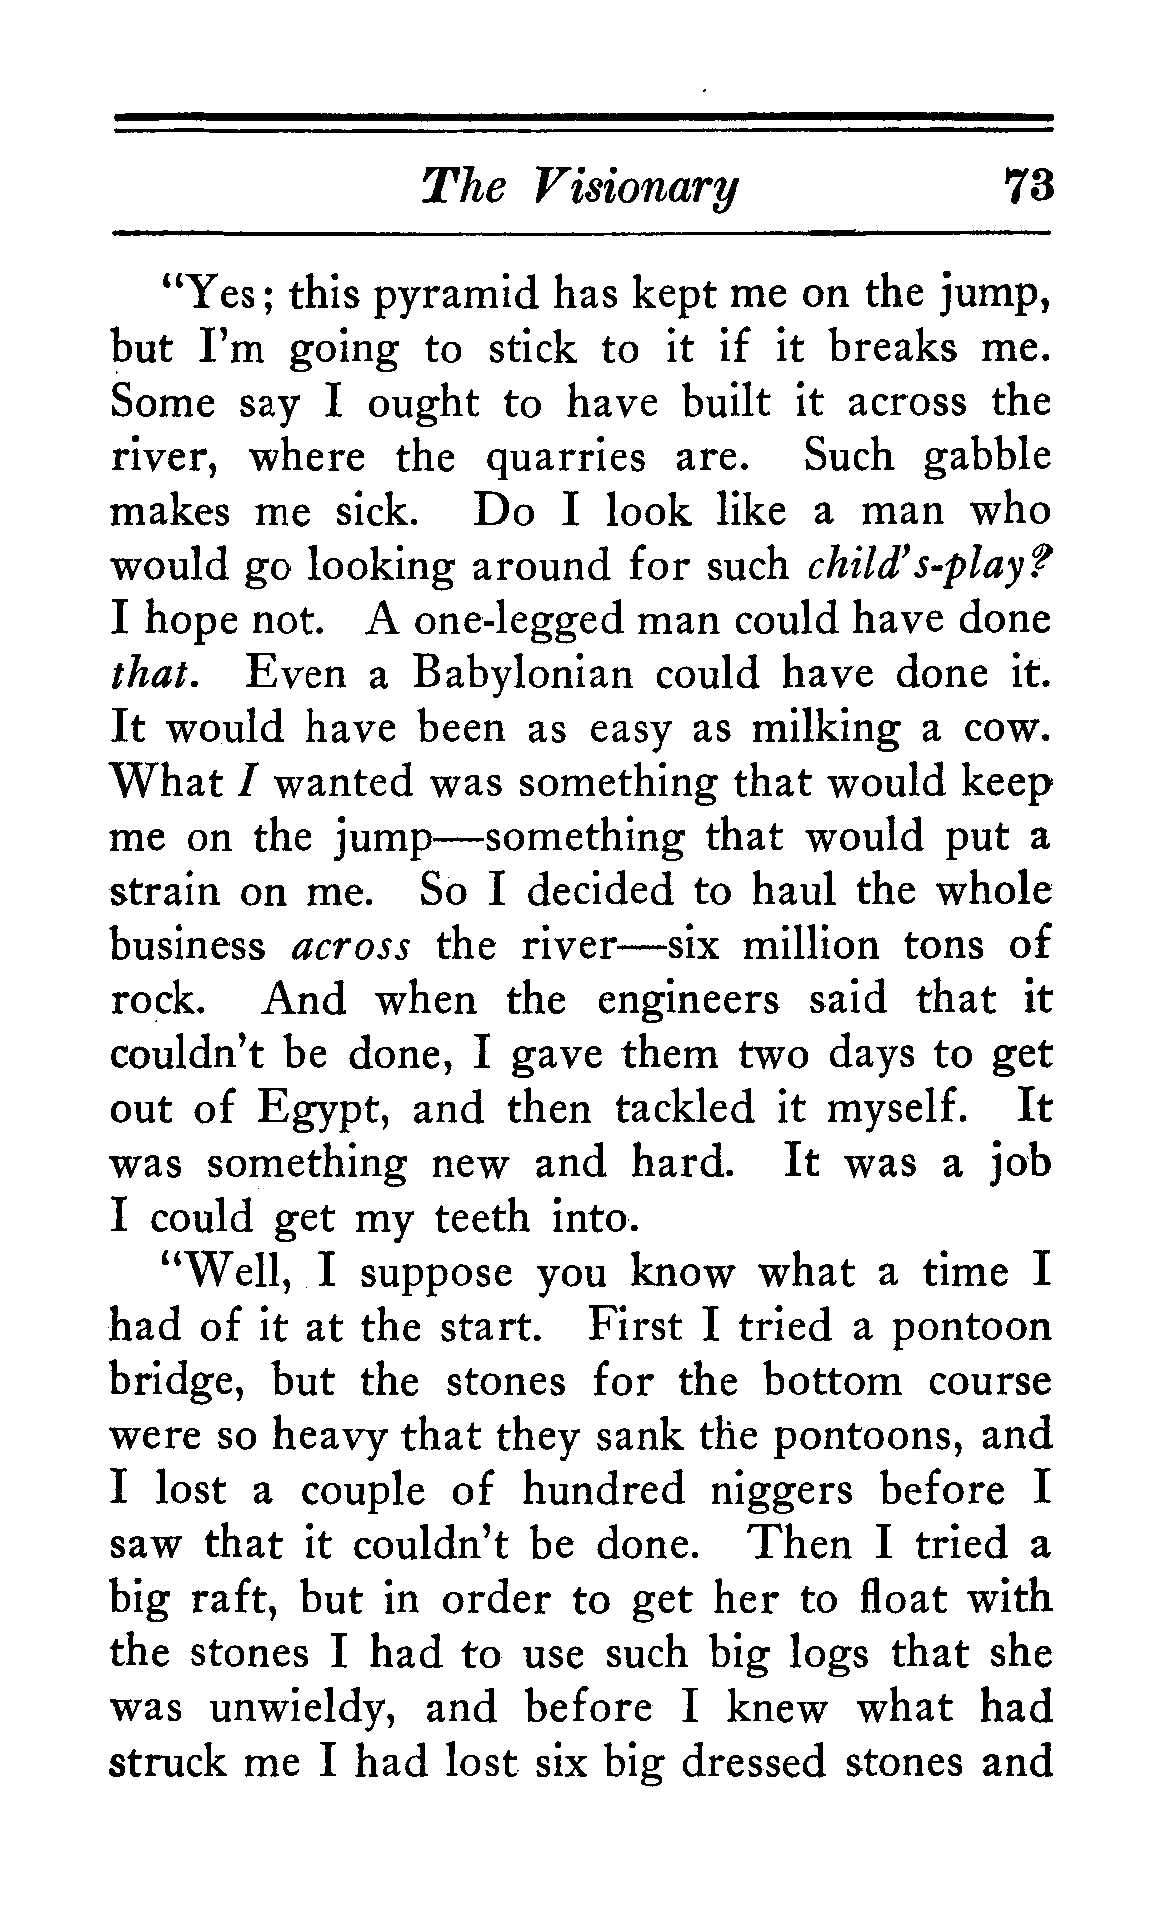 The Visionary 73
"Yes; this pyramid has kept me on the jump,
but I'm going to stick to it if it breaks me.
Some say I ought to have built it across the
river, where the quarries are. Such gabble
makes me sick. Do I look like a man who
would go looking around for such child's-play?
I hope not. A one-legged man could have done
that. Even a Babylonian could have done it.
It would have been as easy as milking a cow.
What I wanted was something that would keep
me on the jump—something that would put a
strain on me. So I decided to haul the whole
business across the river—six million tons of
rock. And when the engineers said that it
couldn't be done, I gave them two days to get
out of Egypt, and then tackled it myself. It
was something new and hard. It was a job
I could get my teeth into.
"Well, I suppose you know what a time I
had of it at the start. First I tried a pontoon
bridge, but the stones for the bottom course
were so heavy that they sank the pontoons, and
I lost a couple of hundred niggers before I
saw that it couldn't be done. Then I tried a
big raft, but in order to get her to float with
the stones I had to use such big logs that she
was unwieldy, and before I knew what had
struck me I had lost six big dressed stones and